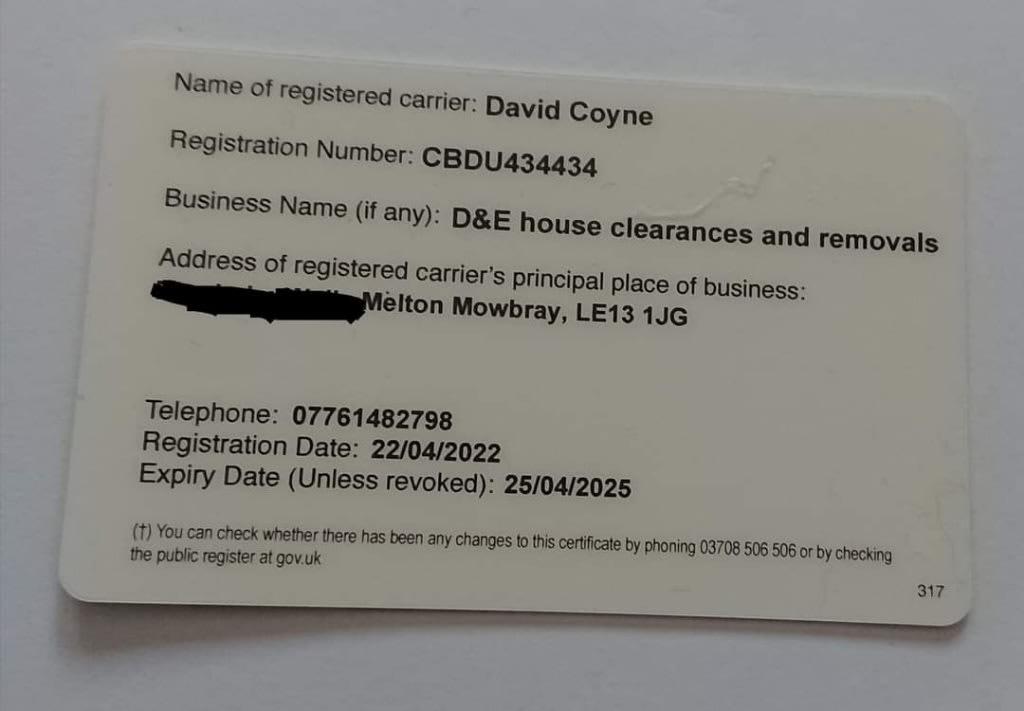 Name of registered carrier: David Coyne
Registration Number: CBDU434434
Business Name (if any): D&E house clearances and removals
Address of registered carrier's principal place of business:
Melton Mowbray, LE13 1JG
Telephone: 07761482798
Registration Date: 22/04/2022
Expiry Date (Unless revoked): 25/04/2025
(†) You can check whether there has been any changes to this certificate by phoning 03708 506 506 or by checking
the public register at gov.uk
317